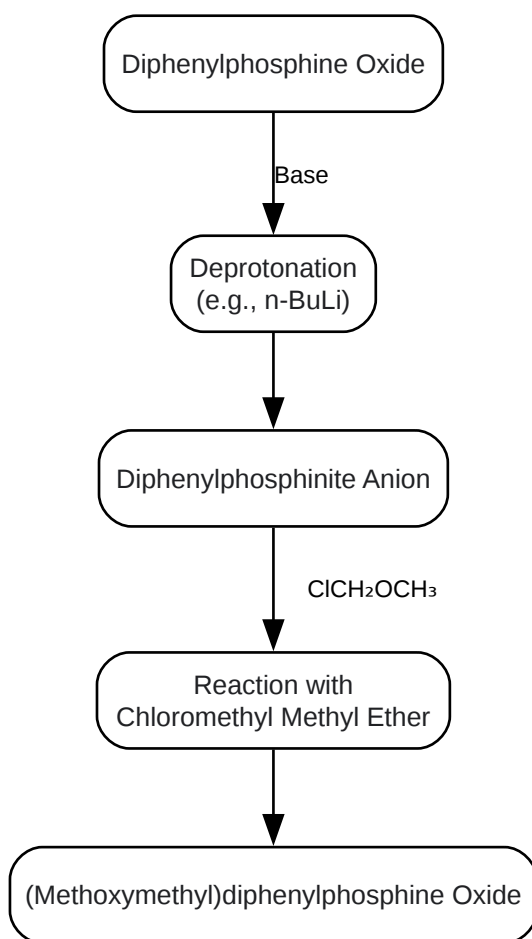 Diphenylphosphine Oxide
Base
Deprotonation
(e.g., n-BuLi)
Diphenylphosphinite Anion
ClCH₂OCH₃
Reaction with
Chloromethyl Methyl Ether
(Methoxymethyl)diphenylphosphine Oxide